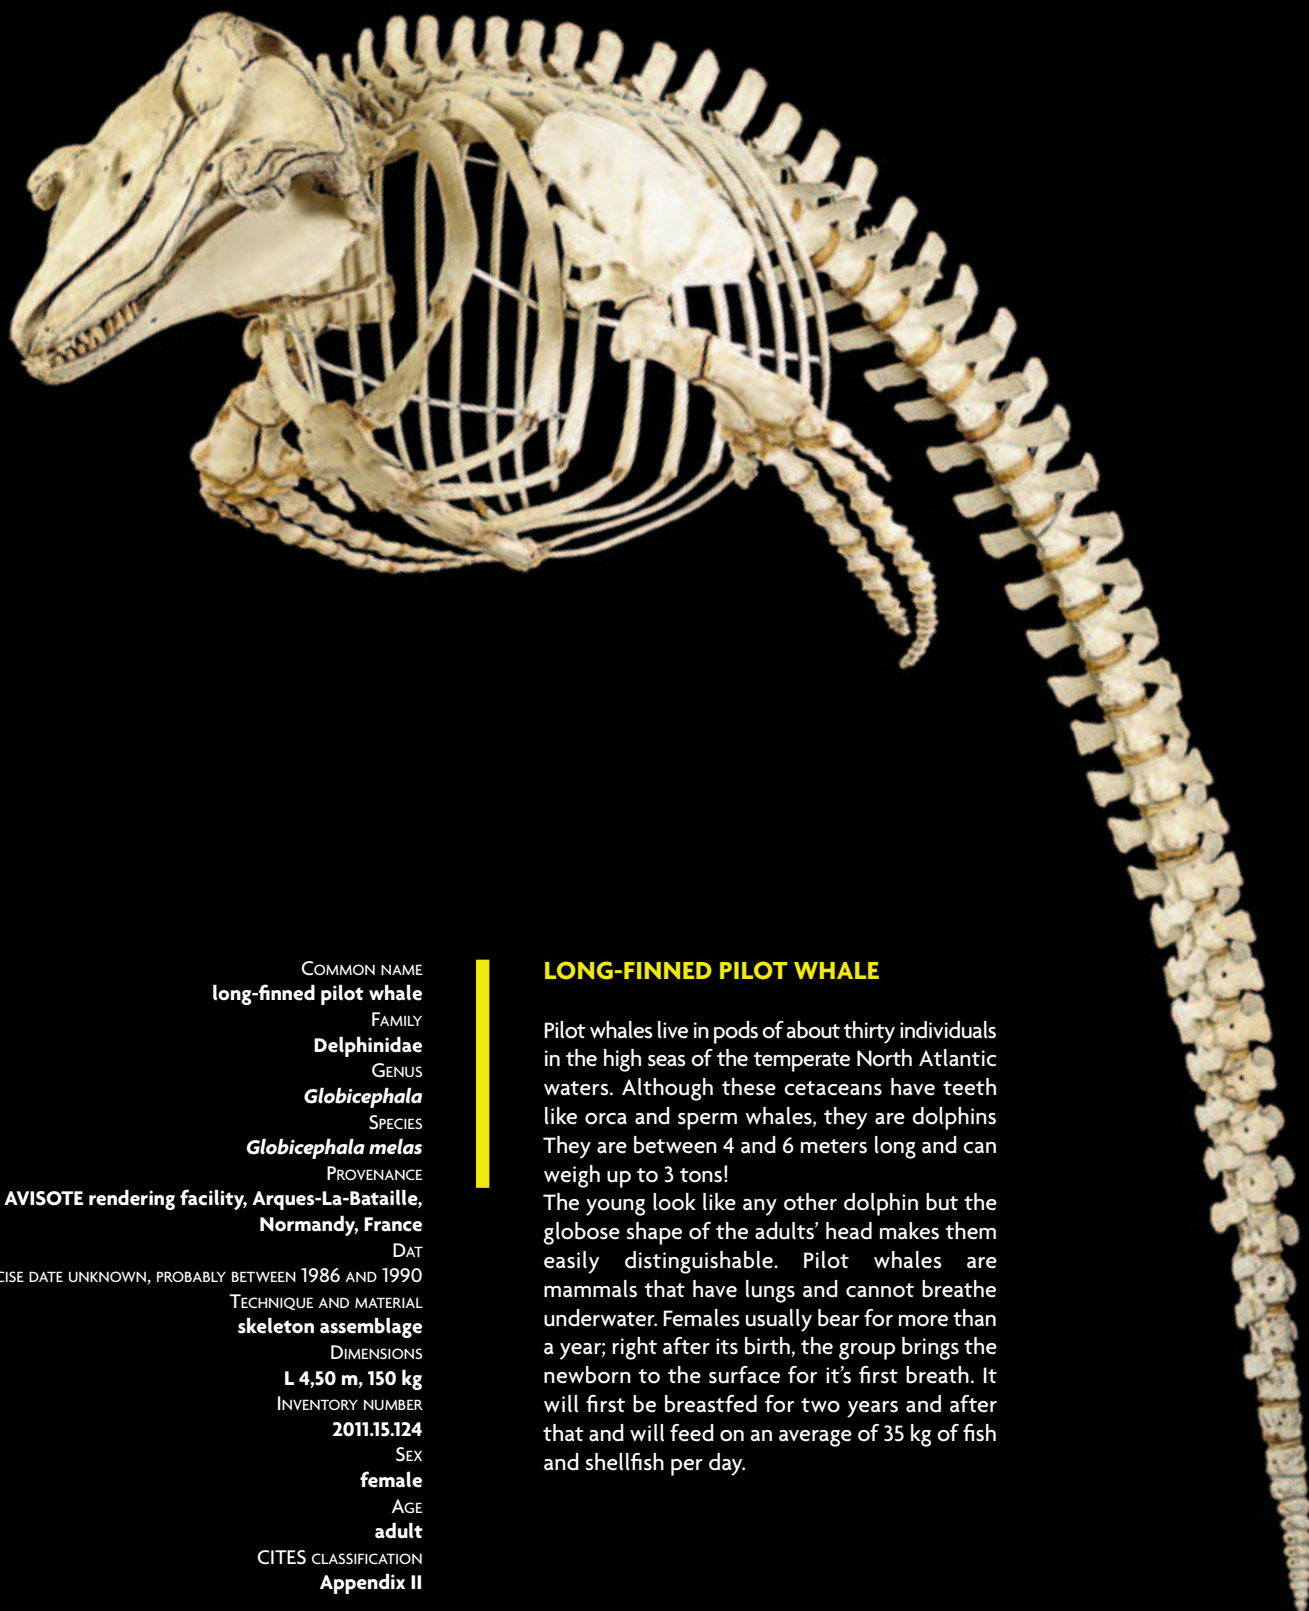 COMMON NAME
long-finned pilot whale
FAMILY
Delphinidae
GENUS
Globicephala
SPECIES
Globicephala melas
PROVENANCE
AVISOTE rendering facility, Arques-La-Bataille,
Normandy, France
DAT
DATE UNKNOWN, PROBABLY BETWEEN 1986 AND 1990
TECHNIQUE AND MATERIAL
skeleton assemblage
DIMENSIONS
L 4,50 m, 150 kg
INVENTORY NUMBER
2011.15.124
SEX
female
AGE
adult
CITES CLASSIFICATION
Appendix II
LONG-FINNED PILOT WHALE
Pilot whales live in pods of about thirty individuals
in the high seas of the temperate North Atlantic
waters. Although these cetaceans have teeth
like orca and sperm whales, they are dolphins
They are between 4 and 6 meters long and can
weigh up to 3 tons!
The young look like any other dolphin but the
globose shape of the adults’ head makes them
easily distinguishable. Pilot whales are
mammals that have lungs and cannot breathe
underwater. Females usually bear for more than
a year; right after its birth, the group brings the
newborn to the surface for it’s first breath. It
will first be breastfed for two years and after
that and will feed on an average of 35 kg of fish
and shellfish per day.